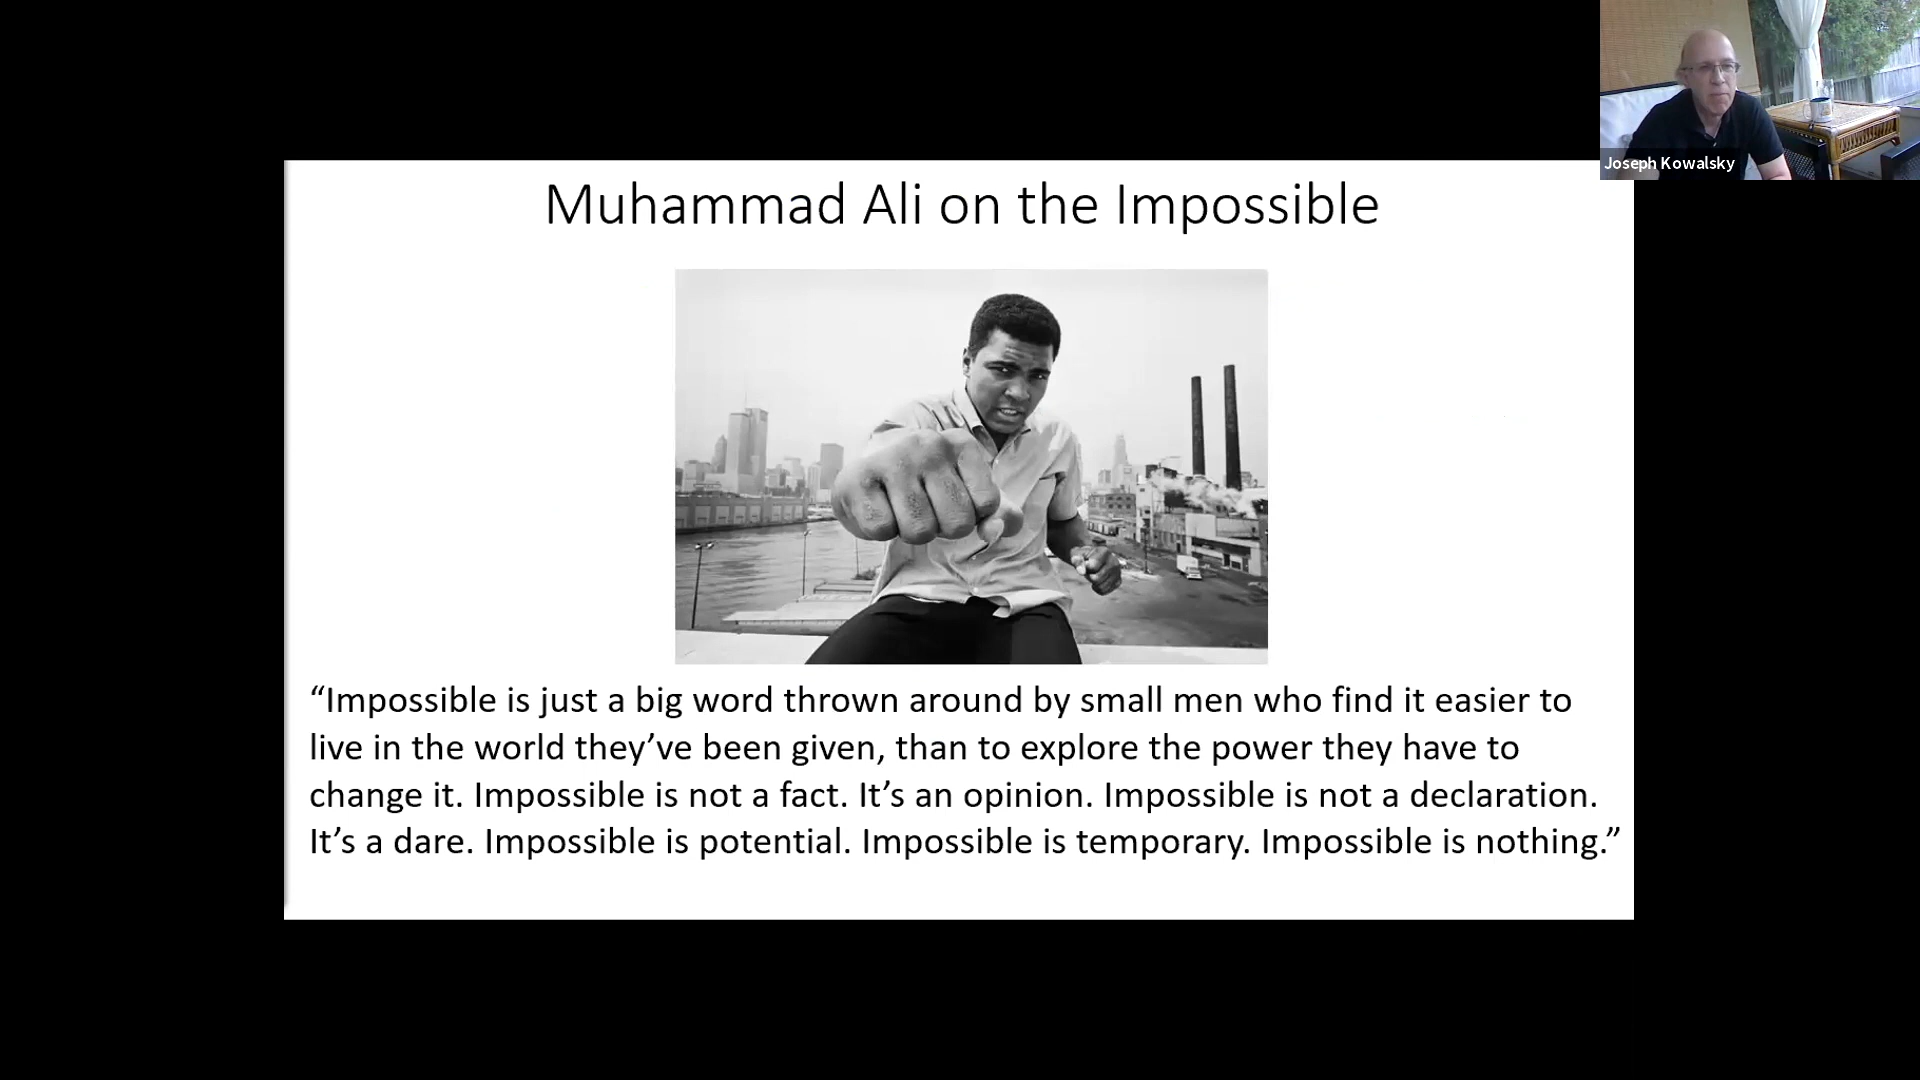 Joseph Kowalsky
Muhammad Ali on the Impossible
“Impossible is just a big word thrown around by small men who find it easier to
live in the world they’ve been given, than to explore the power they have to
change it. Impossible is not a fact. It’s an opinion. Impossible is not a declaration.
It’s a dare. Impossible is potential. Impossible is temporary. Impossible is nothing.”